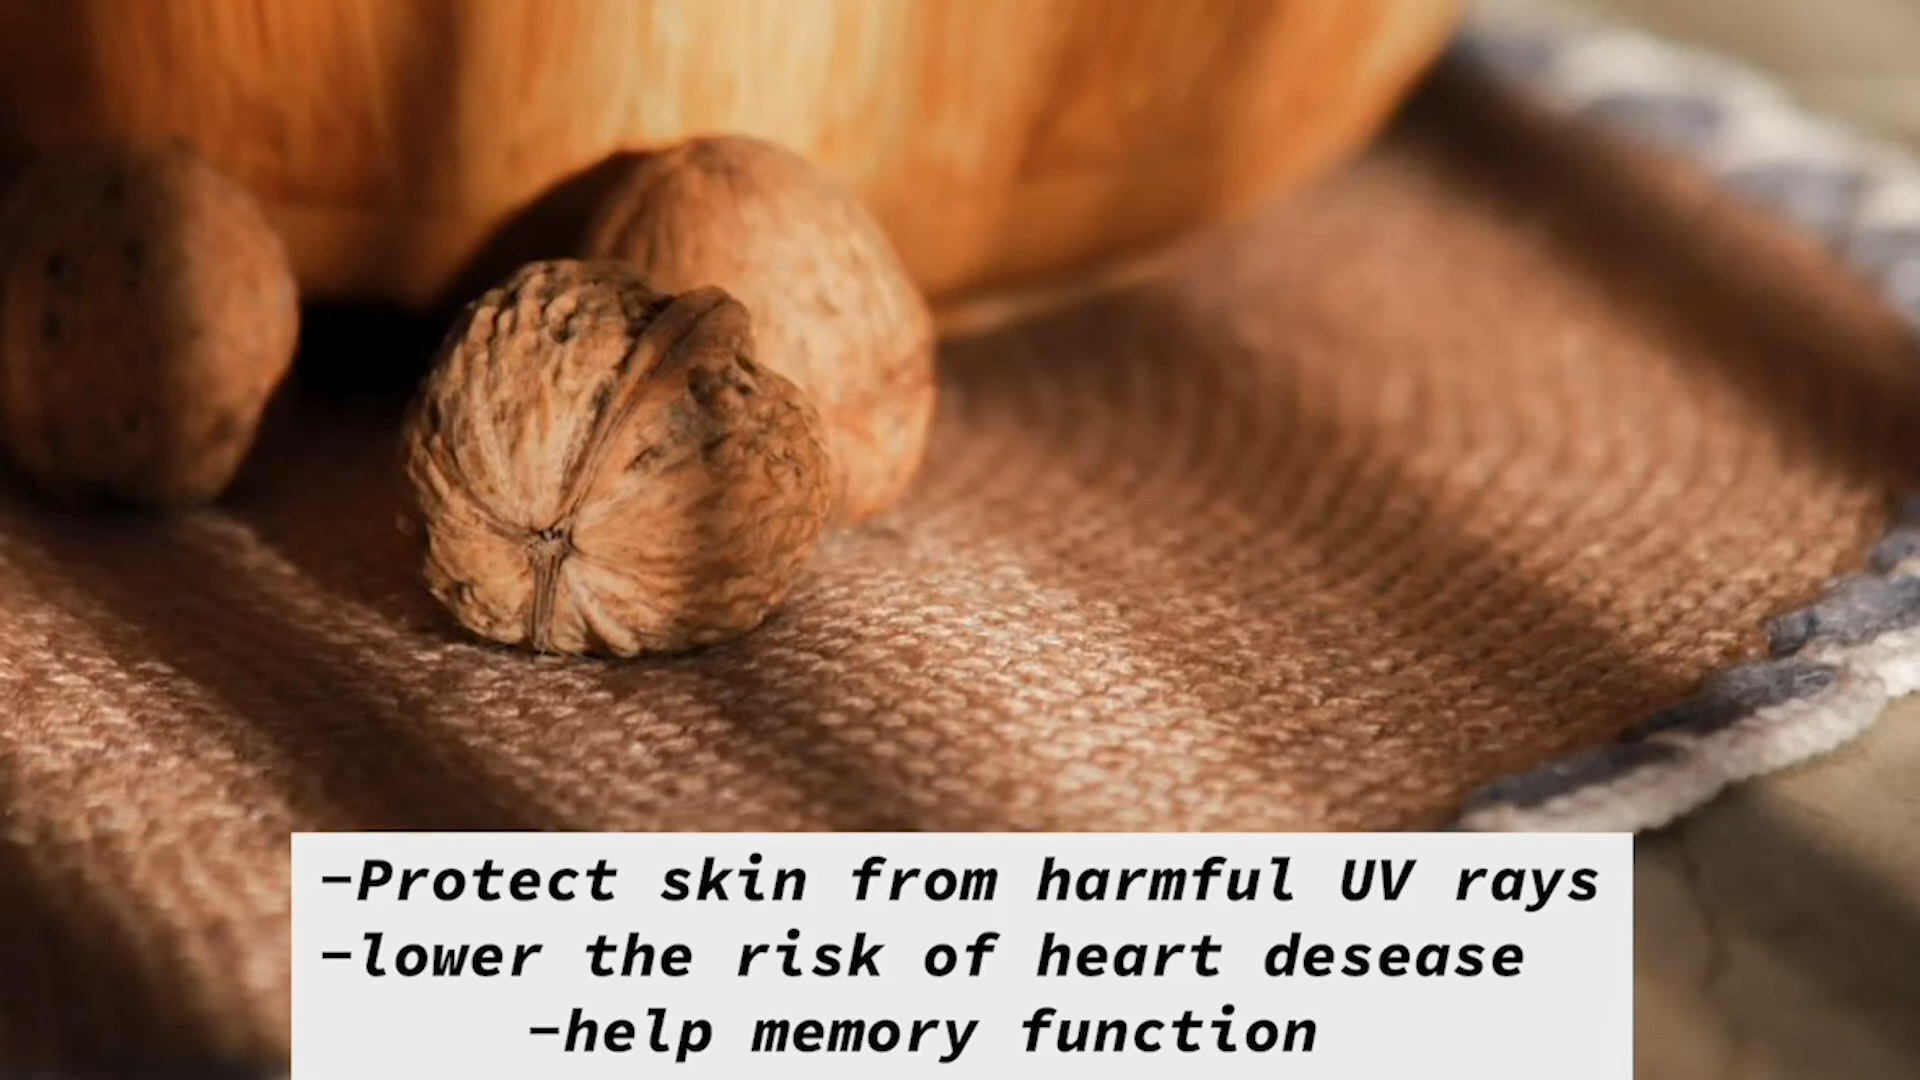 -Protect skin from harmful UV rays
-lower the risk of heart desease
-help memory function